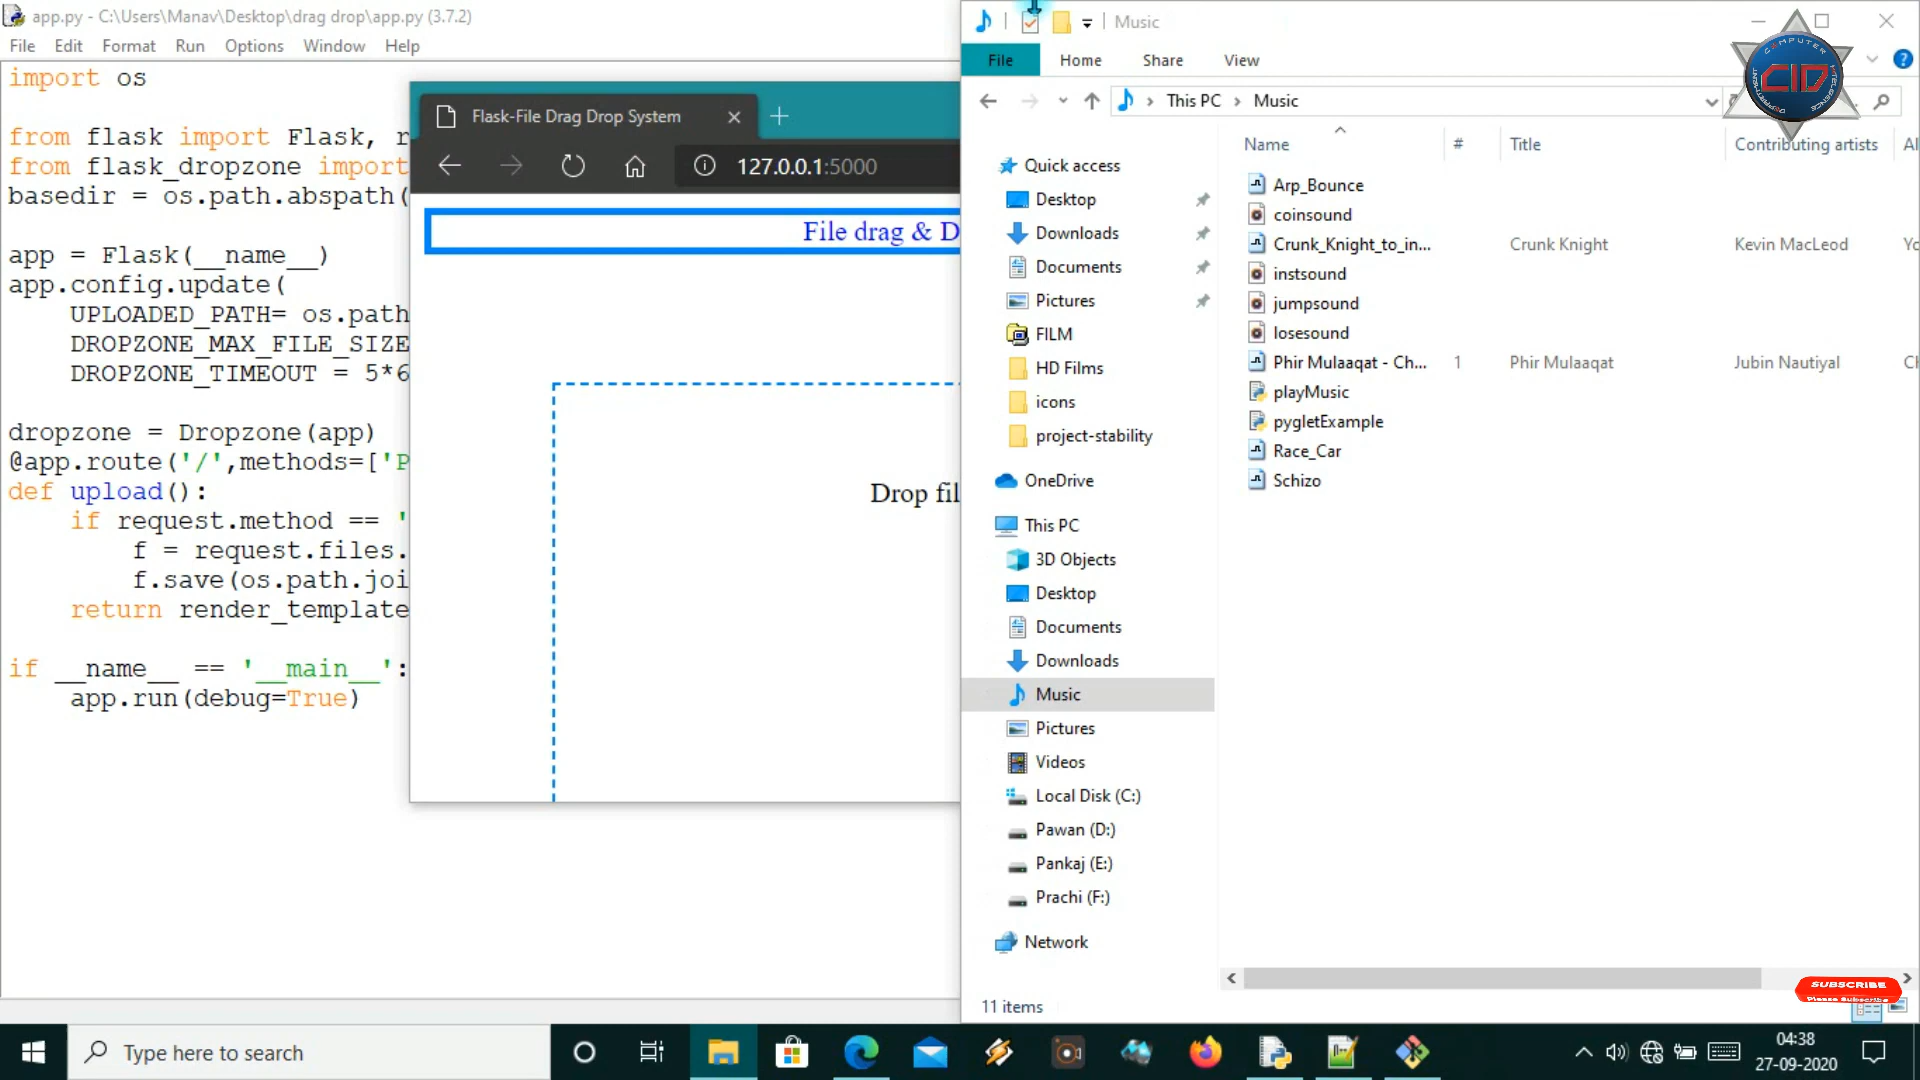 app.py - C:\Users\Manav\Desktop\drag drop\app.py (3.7.2)
File Edit Format Run Options Window Help
import os
from flask import Flask, r
from flask_dropzone import
basedir = os.path.abspath(
app = Flask(__name__)
app.config.update(
UPLOADED_PATH= os.path
DROPZONE_MAX_FILE_SIZE
DROPZONE_TIMEOUT = 5*6
dropzone = Dropzone(app)
@app.route('/',methods=['P
def upload():
if request.method == '
f = request.files.
f.save(os.path.joi
return render_template
if __name__ == '__main__':
app.run(debug=True)
Flask-File Drag Drop System
127.0.0.1:5000
File drag & D
Drop fil
Music
File Home Share View
This PC > Music
Quick access
Desktop
Downloads
Documents
Pictures
FILM
HD Films
icons
project-stability
OneDrive
This PC
3D Objects
Desktop
Documents
Downloads
Music
Pictures
Videos
Local Disk (C:)
Pawan (D:)
Pankaj (E:)
Prachi (F:)
Network
Name # Title Contributing artists Al
Arp_Bounce
coinsound
Crunk_Knight_to_in... Crunk Knight Kevin MacLeod Yo
instsound
jumpsound
losesound
Phir Mulaaqat - Ch... 1 Phir Mulaaqat Jubin Nautiyal Ch
playMusic
pygletExample
Race_Car
Schizo
11 items
CID
SUBSCRIBE
Please Subscribe
Type here to search
04:38
27-09-2020